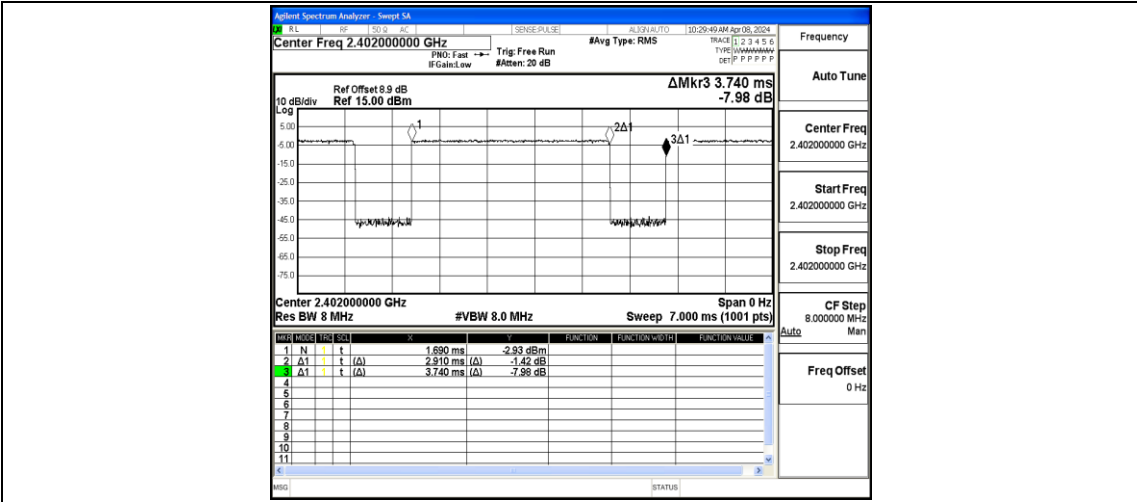 Agilent Spectrum Analyzer - Swept SA
RL RF 50 Ω AC SENSE:PULSE ALIGN AUTO 10:29:49 AM Apr 08, 2024
Center Freq 2.402000000 GHz #Avg Type: RMS TRACE 1 2 3 4 5 6
PNO: Fast Trig: Free Run TYPE
IFGain:Low #Atten: 20 dB DET P P P P P P
ΔMkr3 3.740 ms
-7.98 dB
Ref Offset 8.9 dB
10 dB/div Ref 15.00 dBm
Log
5.00
-5.00
-15.0
-25.0
-35.0
-45.0
-55.0
-65.0
-75.0
1
2Δ1
3Δ1
Center 2.402000000 GHz Span 0 Hz
Res BW 8 MHz #VBW 8.0 MHz Sweep 7.000 ms (1001 pts)
MKR MODE TRC SCL X Y FUNCTION FUNCTION WIDTH FUNCTION VALUE
1 N 1 t 1.690 ms -2.93 dBm
2 Δ1 1 t (Δ) 2.910 ms (Δ) -1.42 dB
3 Δ1 1 t (Δ) 3.740 ms (Δ) -7.98 dB
4
5
6
7
8
9
10
11
MSG STATUS
Frequency
Auto Tune
Center Freq
2.402000000 GHz
Start Freq
2.402000000 GHz
Stop Freq
2.402000000 GHz
CF Step
8.000000 MHz
Auto Man
Freq Offset
0 Hz